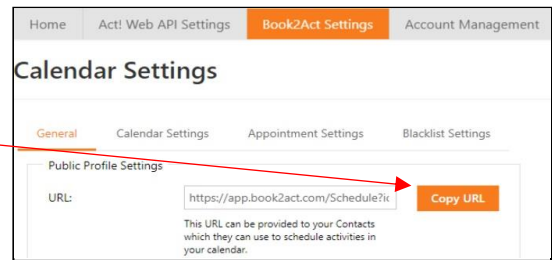 Home Act! Web API Settings Book2Act Settings Account Management
Calendar Settings
General Calendar Settings Appointment Settings Blacklist Settings
Public Profile Settings
URL: https://app.book2act.com/Schedule?ic Copy URL
This URL can be provided to your Contacts
which they can use to schedule activities in
your calendar.